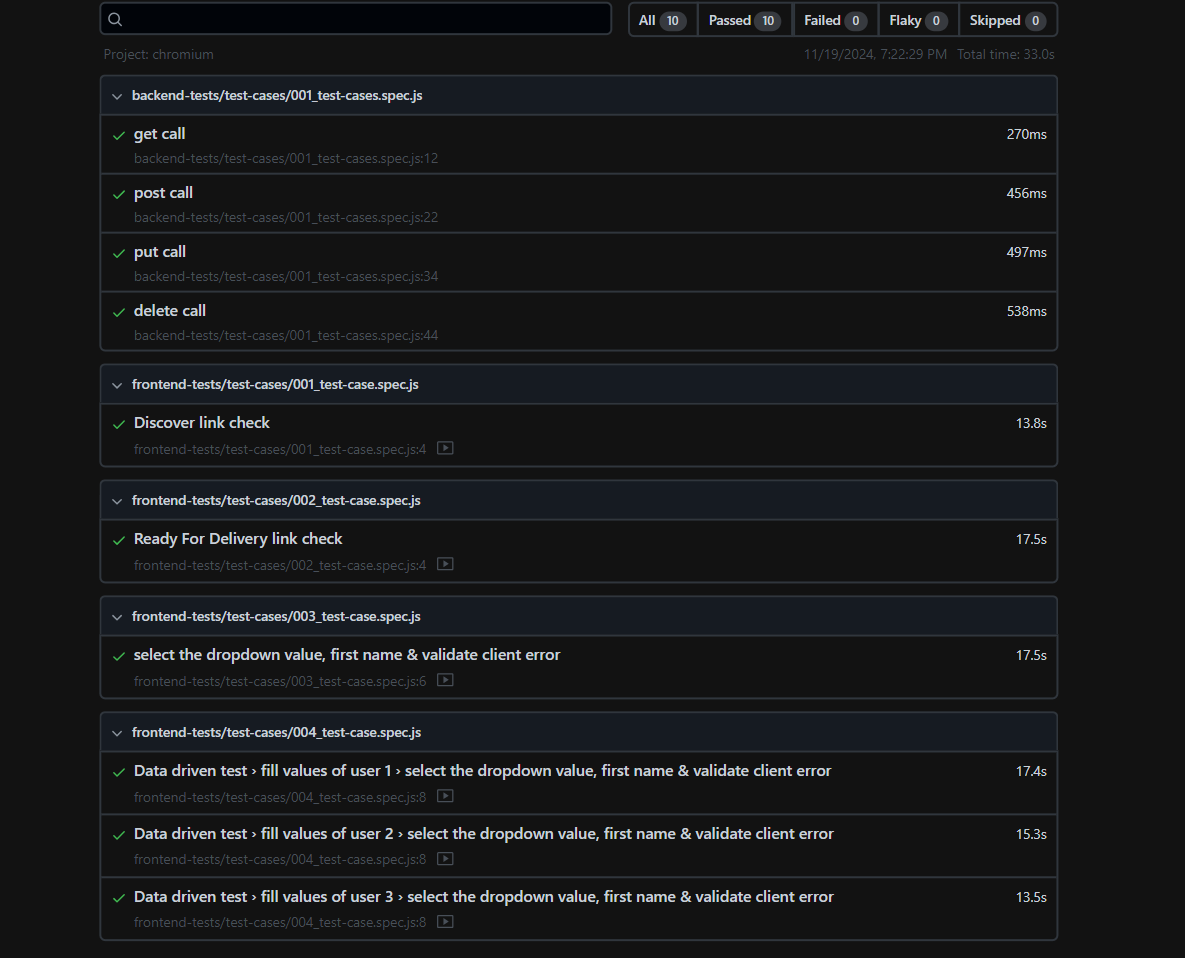 All 10 Passed 10 Failed 0 Flaky 0 Skipped 0
Project: chromium 11/19/2024, 7:22:29 PM Total time: 33.0s
backend-tests/test-cases/001_test-cases.spec.js
get call 270ms
backend-tests/test-cases/001_test-cases.spec.js:12
post call 456ms
backend-tests/test-cases/001_test-cases.spec.js:22
put call 497ms
backend-tests/test-cases/001_test-cases.spec.js:34
delete call 538ms
backend-tests/test-cases/001_test-cases.spec.js:44
frontend-tests/test-cases/001_test-case.spec.js
Discover link check 13.8s
frontend-tests/test-cases/001_test-case.spec.js:4
frontend-tests/test-cases/002_test-case.spec.js
Ready For Delivery link check 17.5s
frontend-tests/test-cases/002_test-case.spec.js:4
frontend-tests/test-cases/003_test-case.spec.js
select the dropdown value, first name & validate client error 17.5s
frontend-tests/test-cases/003_test-case.spec.js:6
frontend-tests/test-cases/004_test-case.spec.js
Data driven test › fill values of user 1 › select the dropdown value, first name & validate client error 17.4s
frontend-tests/test-cases/004_test-case.spec.js:8
Data driven test › fill values of user 2 › select the dropdown value, first name & validate client error 15.3s
frontend-tests/test-cases/004_test-case.spec.js:8
Data driven test › fill values of user 3 › select the dropdown value, first name & validate client error 13.5s
frontend-tests/test-cases/004_test-case.spec.js:8